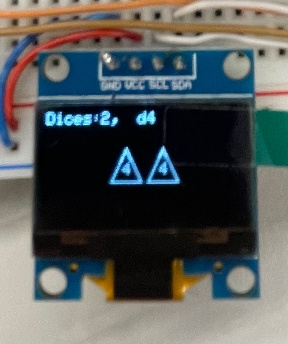 GND VCC SCL SDA
Dices:2, d4
4 4